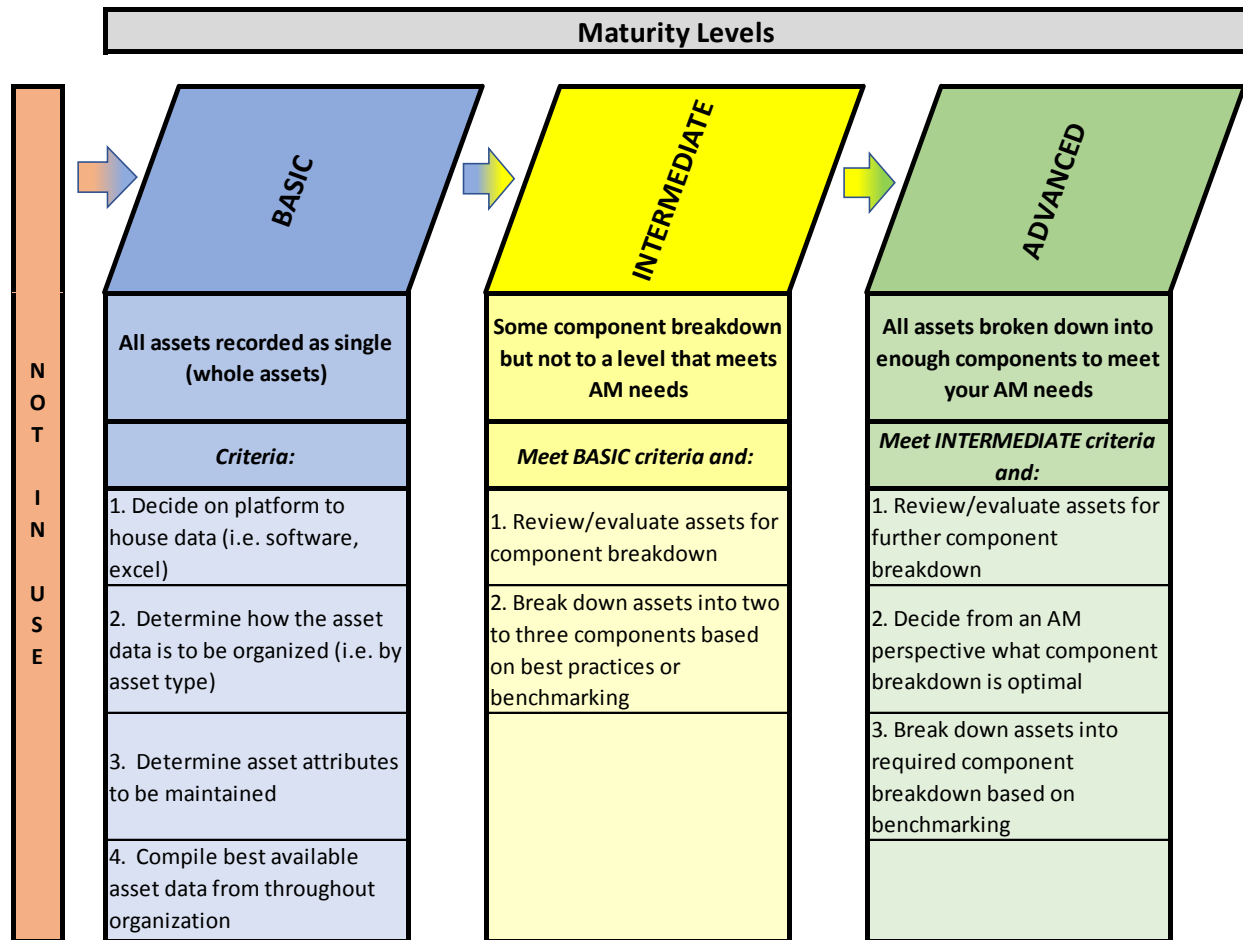 Maturity Levels
NOT IN USE
BASIC
All assets recorded as single
(whole assets)
Criteria:
1. Decide on platform to
house data (i.e. software,
excel)
2.  Determine how the asset
data is to be organized (i.e. by
asset type)
3.  Determine asset attributes
to be maintained
4.  Compile best available
asset data from throughout
organization
INTERMEDIATE
Some component breakdown
but not to a level that meets
AM needs
Meet BASIC criteria and:
1. Review/evaluate assets for
component breakdown
2. Break down assets into two
to three components based
on best practices or
benchmarking
ADVANCED
All assets broken down into
enough components to meet
your AM needs
Meet INTERMEDIATE criteria
and:
1. Review/evaluate assets for
further component
breakdown
2. Decide from an AM
perspective what component
breakdown is optimal
3. Break down assets into
required component
breakdown based on
benchmarking